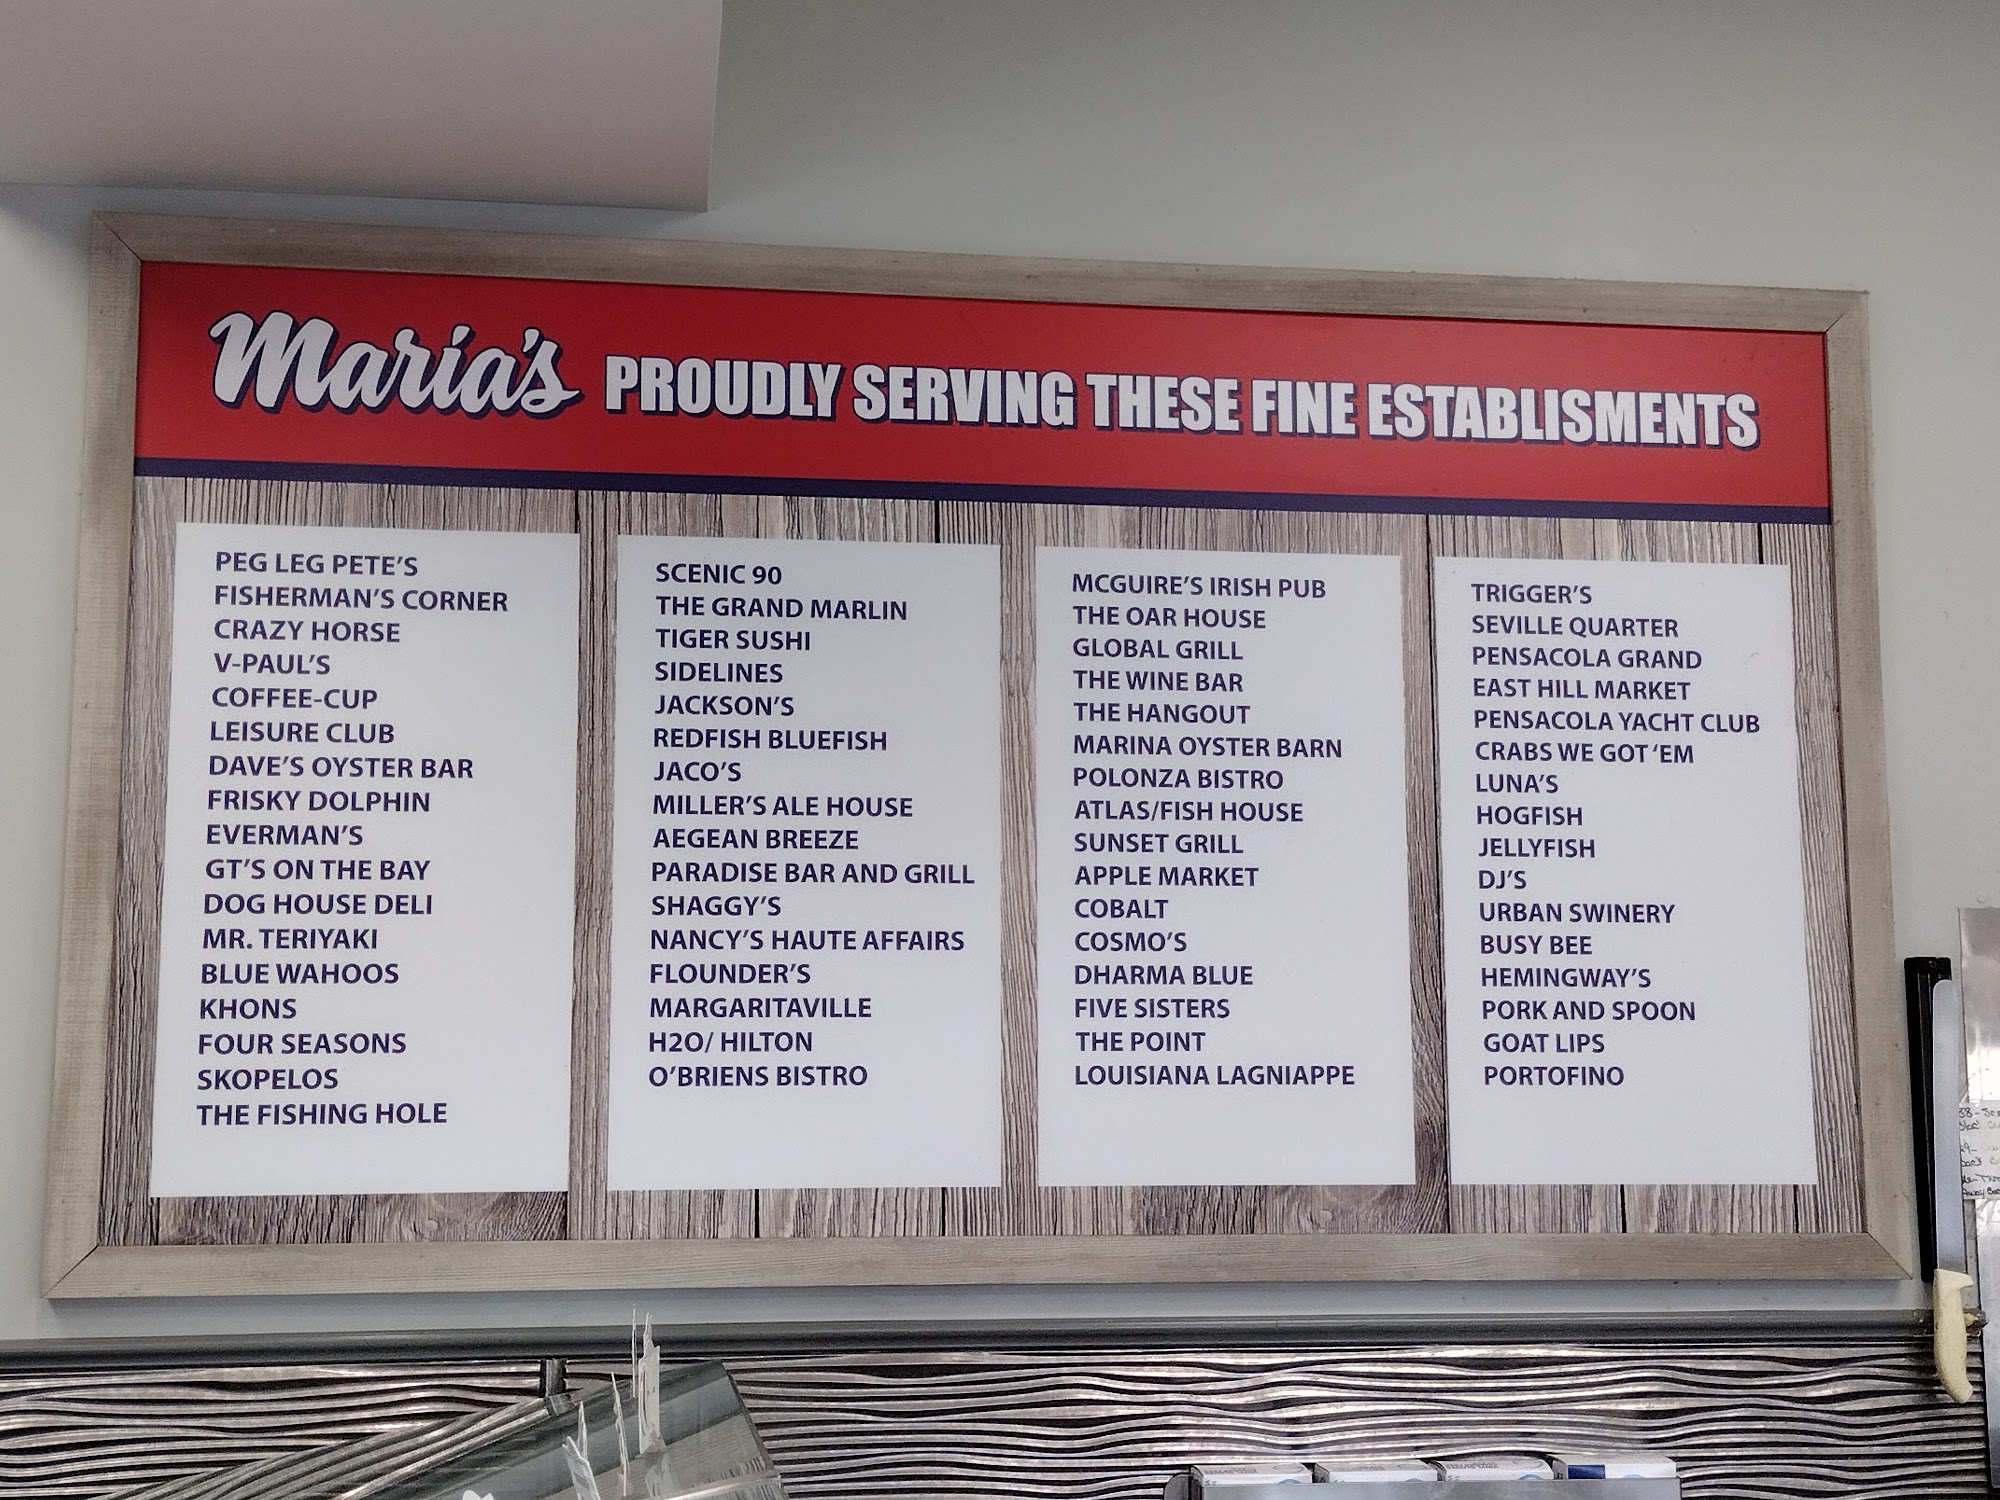 Maria's PROUDLY SERVING THESE FINE ESTABLISMENTS
PEG LEG PETE'S
FISHERMAN'S CORNER
CRAZY HORSE
V-PAUL'S
COFFEE-CUP
LEISURE CLUB
DAVE'S OYSTER BAR
FRISKY DOLPHIN
EVERMAN'S
GT'S ON THE BAY
DOG HOUSE DELI
MR. TERIYAKI
BLUE WAHOOS
KHONS
FOUR SEASONS
SKOPELOS
THE FISHING HOLE
SCENIC 90
THE GRAND MARLIN
TIGER SUSHI
SIDELINES
JACKSON'S
REDFISH BLUEFISH
JACO'S
MILLER'S ALE HOUSE
AEGEAN BREEZE
PARADISE BAR AND GRILL
SHAGGY'S
NANCY'S HAUTE AFFAIRS
FLOUNDER'S
MARGARITAVILLE
H2O/ HILTON
O'BRIENS BISTRO
MCGUIRE'S IRISH PUB
THE OAR HOUSE
GLOBAL GRILL
THE WINE BAR
THE HANGOUT
MARINA OYSTER BARN
POLONZA BISTRO
ATLAS/FISH HOUSE
SUNSET GRILL
APPLE MARKET
COBALT
COSMO'S
DHARMA BLUE
FIVE SISTERS
THE POINT
LOUISIANA LAGNIAPPE
TRIGGER'S
SEVILLE QUARTER
PENSACOLA GRAND
EAST HILL MARKET
PENSACOLA YACHT CLUB
CRABS WE GOT 'EM
LUNA'S
HOGFISH
JELLYFISH
DJ'S
URBAN SWINERY
BUSY BEE
HEMINGWAY'S
PORK AND SPOON
GOAT LIPS
PORTOFINO